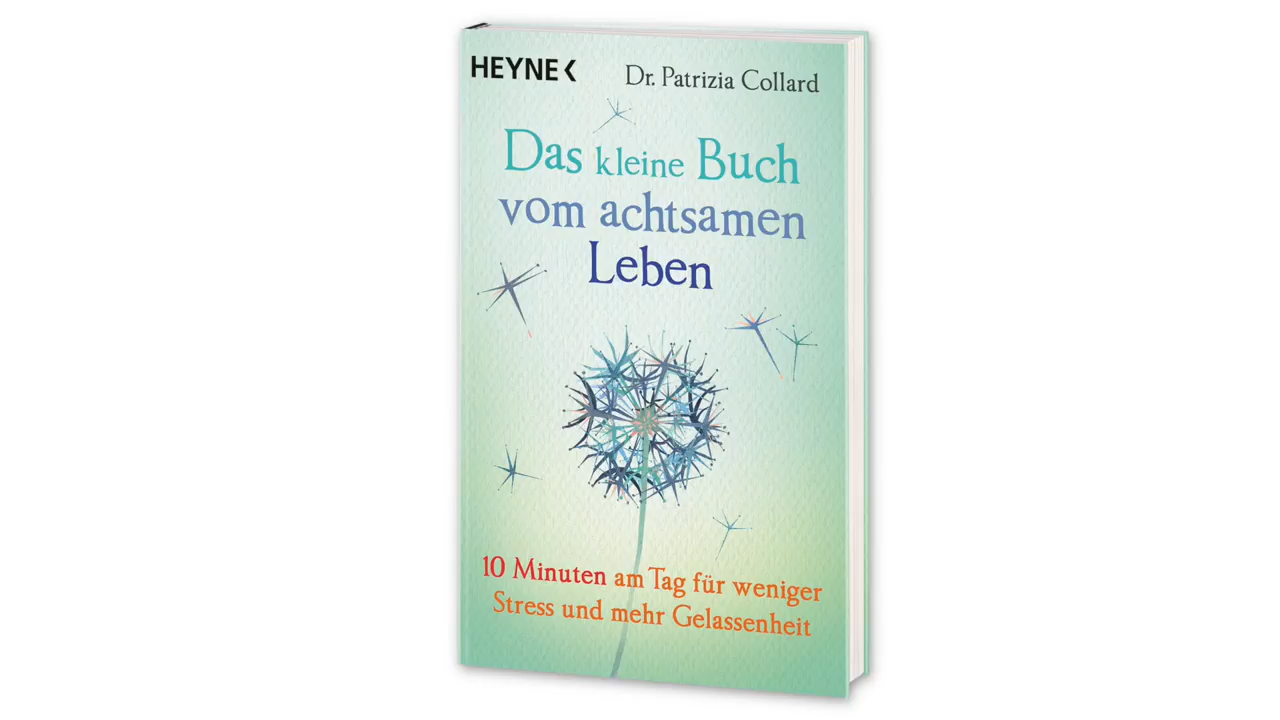 HEYNE
Dr. Patrizia Collard
Das kleine Buch
vom achtsamen
Leben
10 Minuten am Tag für weniger
Stress und mehr Gelassenheit